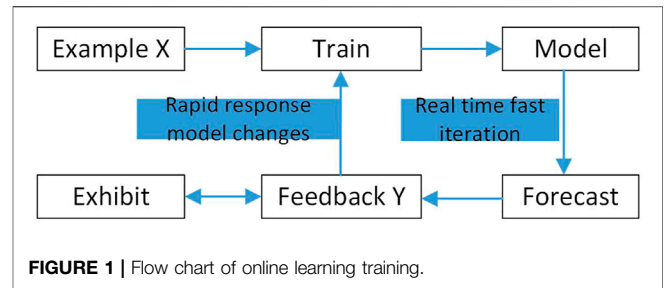 Example X
Train
Model
Rapid response
model changes
Real time fast
iteration
Exhibit
Feedback Y
Forecast
FIGURE 1 | Flow chart of online learning training.